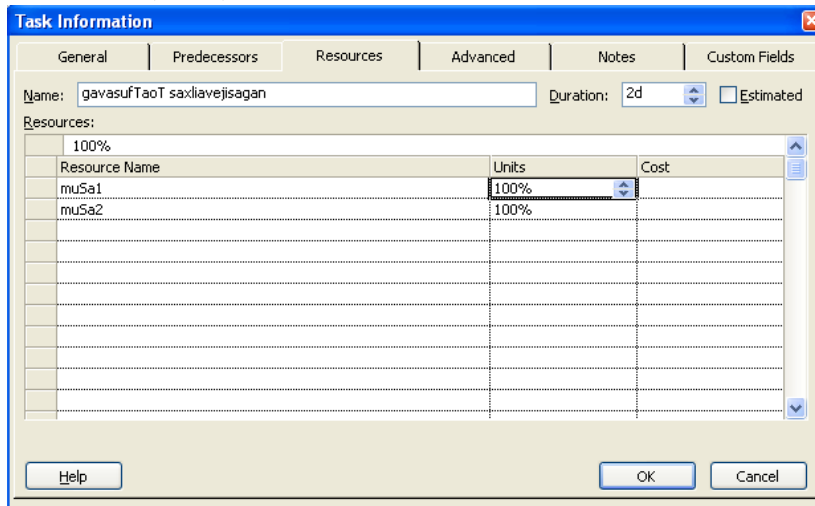 Task Information
General Predecessors Resources Advanced Notes Custom Fields
Name: gavasufTaoT saxliavejisagan Duration: 2d Estimated
Resources:
100%
Resource Name Units Cost
muSa1 100%
muSa2 100%
Help OK Cancel